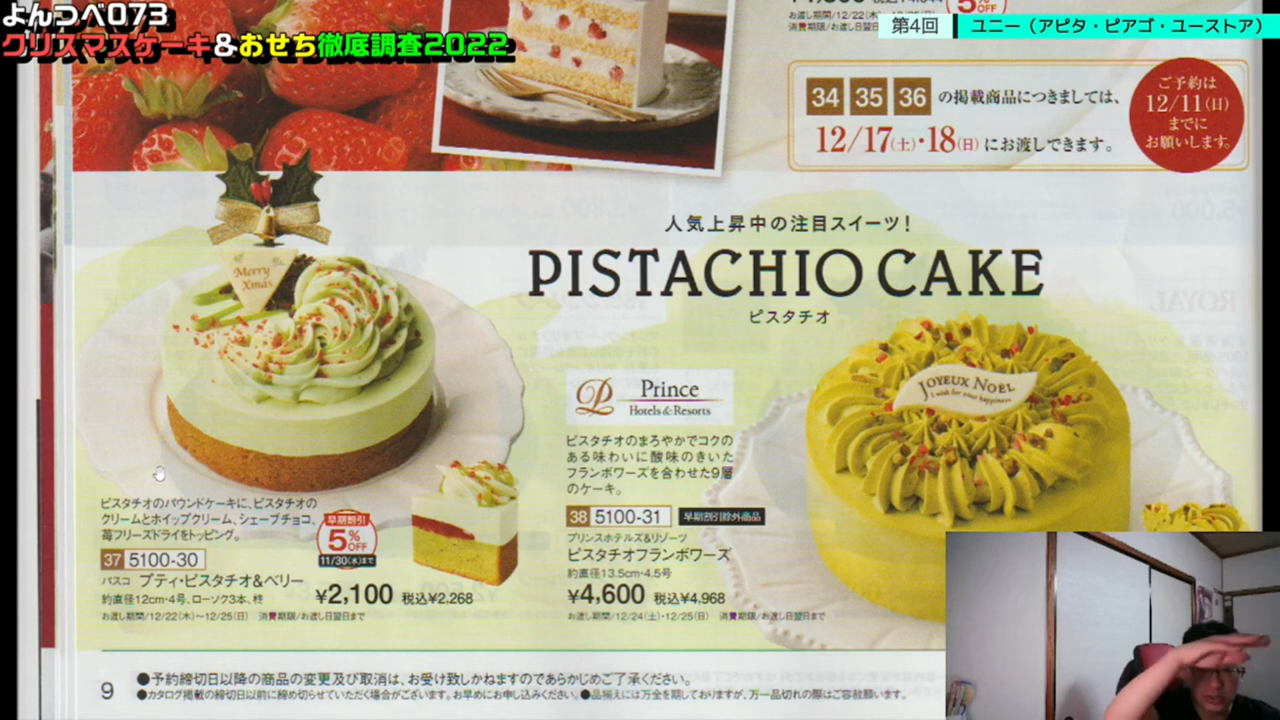 よんつべ073
クリスマスケーキ&おせち徹底調査2022
第4回 ユニー（アピタ・ピアゴ・ユーストア）
5% OFF
34 35 36 の掲載商品につきましては、
12/17(土)・18(日)にお渡しできます。
ご予約は
12/11(日)
までに
お願いします。
人気上昇中の注目スイーツ!
PISTACHIO CAKE
ピスタチオ
Merry
Xmas
JOYEUX NOËL
I wish for your happiness.
P Prince
Hotels & Resorts
ピスタチオのまろやかでコクの
ある味わいに酸味のきいた
フランボワーズを合わせた9層
のケーキ。
38 5100-31 早期割引除外商品
プリンスホテルズ&リゾーツ
ピスタチオフランボワーズ
約直径13.5cm・4.5号
¥4,600 税込¥4,968
お渡し期間/12/24(土)・12/25(日) 消費期限/お渡し日翌日まで
ピスタチオのパウンドケーキに、ピスタチオの
クリームとホイップクリーム、シェーブチョコ、
苺フリーズドライをトッピング。
早期割引
5%
OFF
11/30(水)まで
37 5100-30
パスコ プティ・ピスタチオ&ベリー
約直径12cm・4号、ローソク3本、柊
¥2,100 税込¥2,268
お渡し期間/12/22(木)〜12/25(日) 消費期限/お渡し日翌日まで
9
●予約締切日以降の商品の変更及び取消は、お受け致しかねますのであらかじめご了承ください。
●カタログ掲載の締切日以前に締め切らせていただく場合がございます。お早めにお申し込みください。●品揃えには万全を期しておりますが、万一品切れの際はご容赦願います。